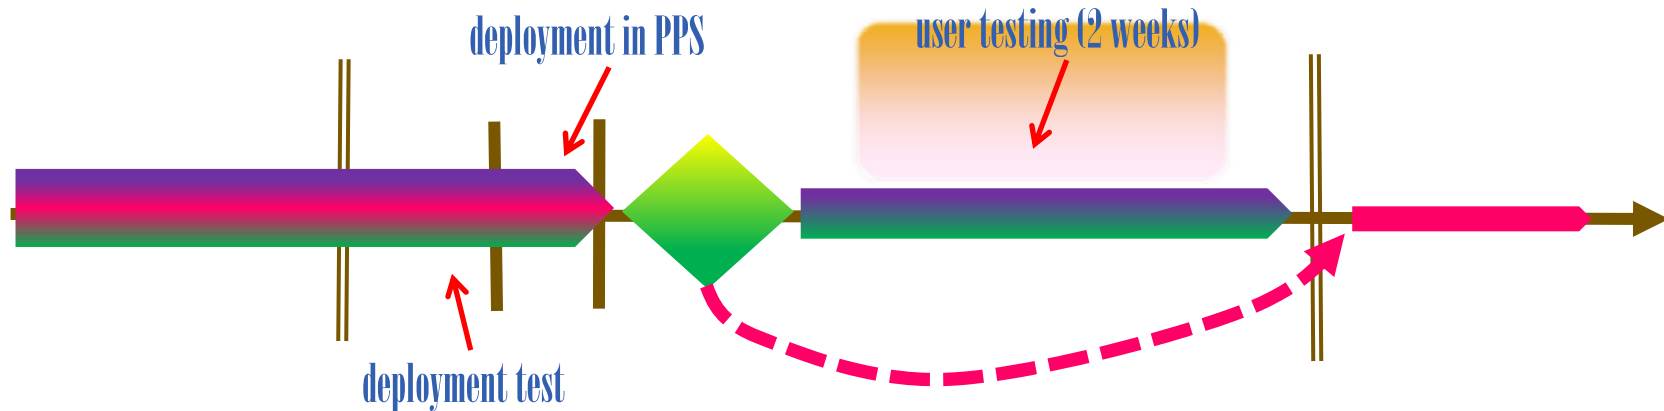 deployment in PPS
user testing (2 weeks)
deployment test